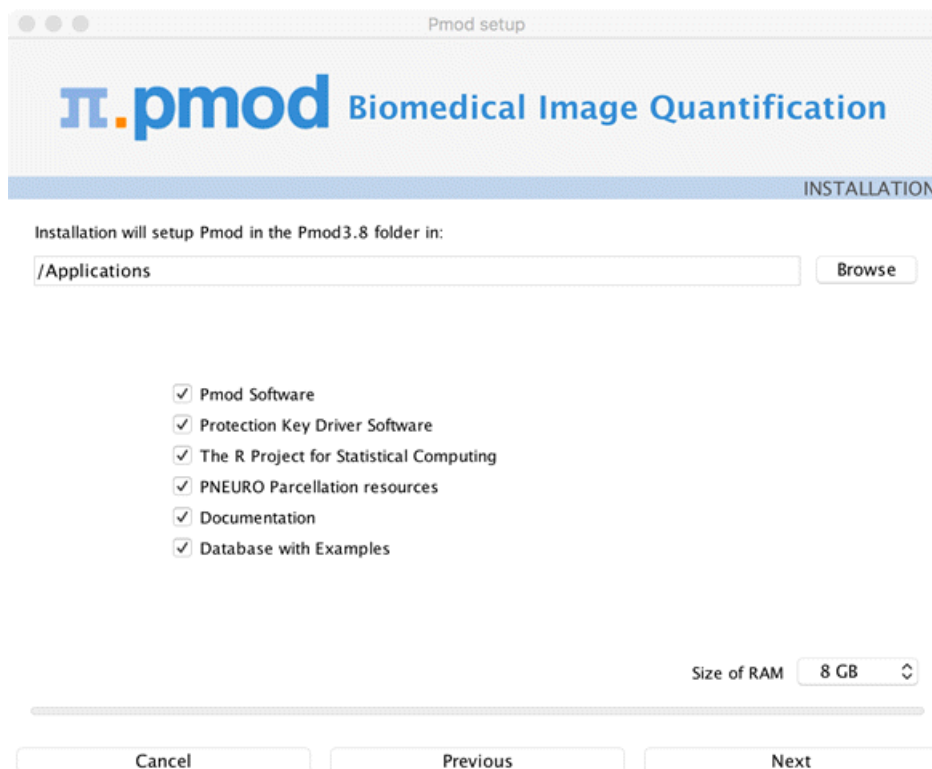 Pmod setup
π.pmod Biomedical Image Quantification
INSTALLATION
Installation will setup Pmod in the Pmod3.8 folder in:
/Applications Browse
Pmod Software
Protection Key Driver Software
The R Project for Statistical Computing
PNEURO Parcellation resources
Documentation
Database with Examples
Size of RAM 8 GB
Cancel Previous Next